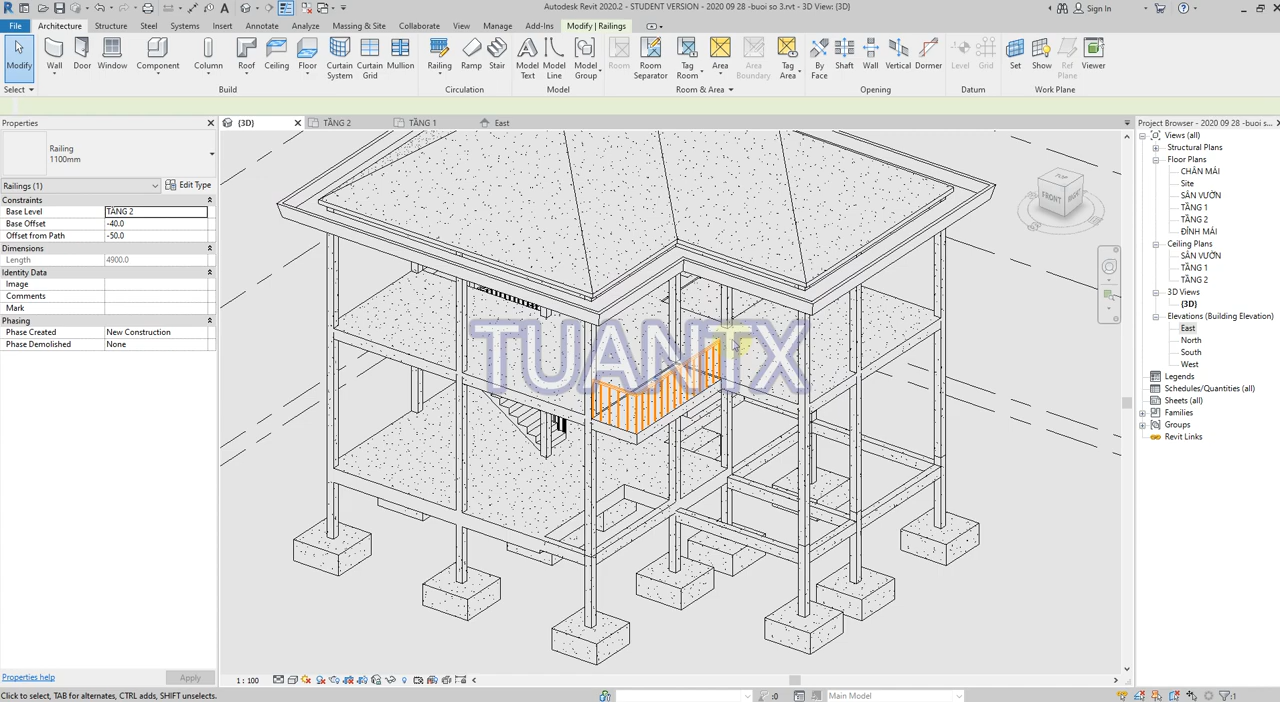 Autodesk Revit 2020.2 - STUDENT VERSION - 2020 09 28 -buoi so 3.rvt - 3D View: {3D}
Sign In
File Architecture Structure Steel Systems Insert Annotate Analyze Massing & Site Collaborate View Manage Add-Ins Modify | Railings
Modify Wall Door Window Component Column Roof Ceiling Floor Curtain System Curtain Grid Mullion Railing Ramp Stair Model Text Model Line Model Group Room Room Separator Tag Room Area Area Boundary Tag Area By Face Shaft Wall Vertical Dormer Level Grid Set Show Ref Plane Viewer
Select Build Circulation Model Room & Area Opening Datum Work Plane
Properties
{3D} TẦNG 2 TẦNG 1 East
Railing
1100mm
Railings (1) Edit Type
Constraints
Base Level TẦNG 2
Base Offset -40.0
Offset from Path -50.0
Dimensions
Length 4900.0
Identity Data
Image
Comments
Mark
Phasing
Phase Created New Construction
Phase Demolished None
Properties help Apply
TOP
FRONT
RIGHT
TUANTX
Project Browser - 2020 09 28 -buoi s...
Views (all)
Structural Plans
Floor Plans
CHÂN MÁI
Site
SÂN VƯỜN
TẦNG 1
TẦNG 2
ĐỈNH MÁI
Ceiling Plans
SÂN VƯỜN
TẦNG 1
TẦNG 2
3D Views
{3D}
Elevations (Building Elevation)
East
North
South
West
Legends
Schedules/Quantities (all)
Sheets (all)
Families
Groups
Revit Links
1 : 100
Click to select, TAB for alternates, CTRL adds, SHIFT unselects.
:0 Main Model :1